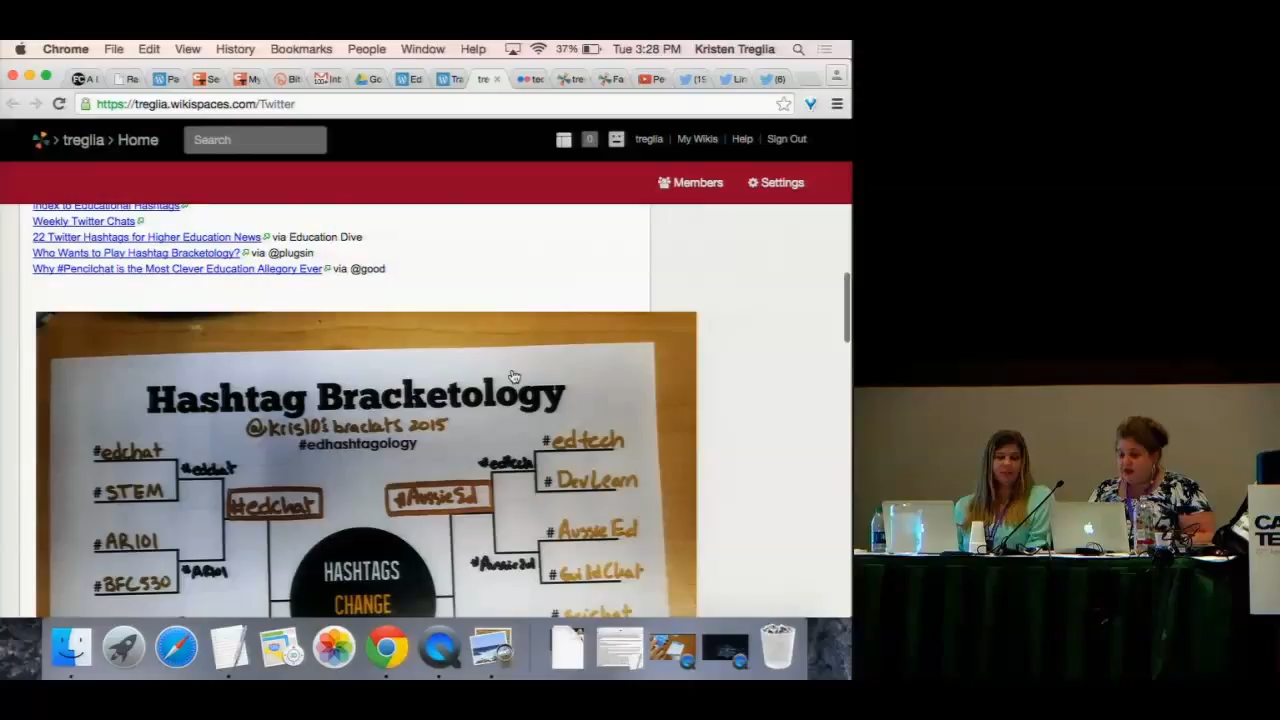 Chrome File Edit View History Bookmarks People Window Help 37% Tue 3:28 PM Kristen Treglia
https://treglia.wikispaces.com/Twitter
treglia > Home Search 0 treglia My Wikis Help Sign Out
Members Settings
Index to Educational Hashtags
Weekly Twitter Chats
22 Twitter Hashtags for Higher Education News via Education Dive
Who Wants to Play Hashtag Bracketology? via @plugsin
Why #Pencilchat is the Most Clever Education Allegory Ever via @good
Hashtag Bracketology
@Kris10's brackets 2015
#edhashtagology
#edchat
#edchat
#STEM
#edchat
#AR101
#AR101
#BFC530
#edtech
#edtech
#DevLearn
#AussieEd
#AussieEd
#AussieEd
#GuildChat
HASHTAGS
CHANGE